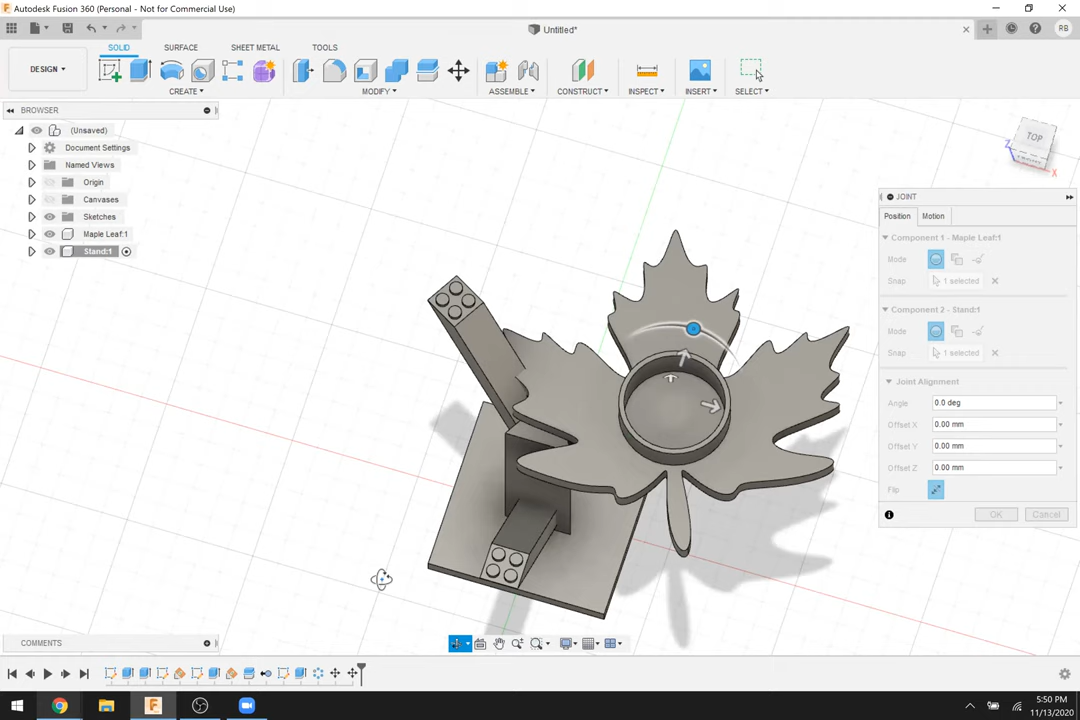 Autodesk Fusion 360 (Personal - Not for Commercial Use)
Untitled*
RB
DESIGN
SOLID
SURFACE
SHEET METAL
TOOLS
CREATE
MODIFY
ASSEMBLE
CONSTRUCT
INSPECT
INSERT
SELECT
BROWSER
(Unsaved)
Document Settings
Named Views
Origin
Canvases
Sketches
Maple Leaf:1
Stand:1
TOP
Z
X
JOINT
Position
Motion
Component 1 - Maple Leaf:1
Mode
Snap
1 selected
Component 2 - Stand:1
Mode
Snap
1 selected
Joint Alignment
Angle
0.0 deg
Offset X
0.00 mm
Offset Y
0.00 mm
Offset Z
0.00 mm
Flip
OK
Cancel
COMMENTS
5:50 PM
11/13/2020